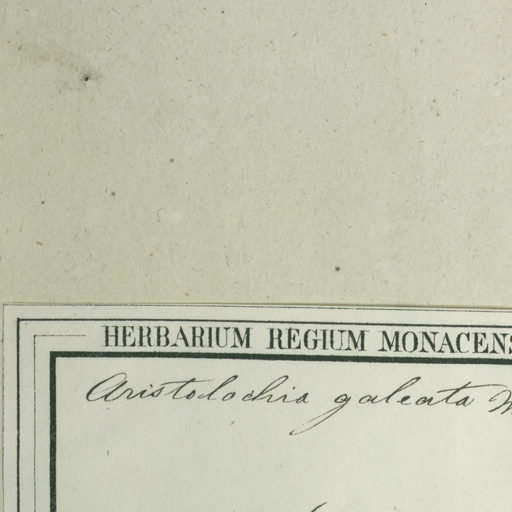 HERBARIUM REGIUM MONACENS
Aristolochia galeata M